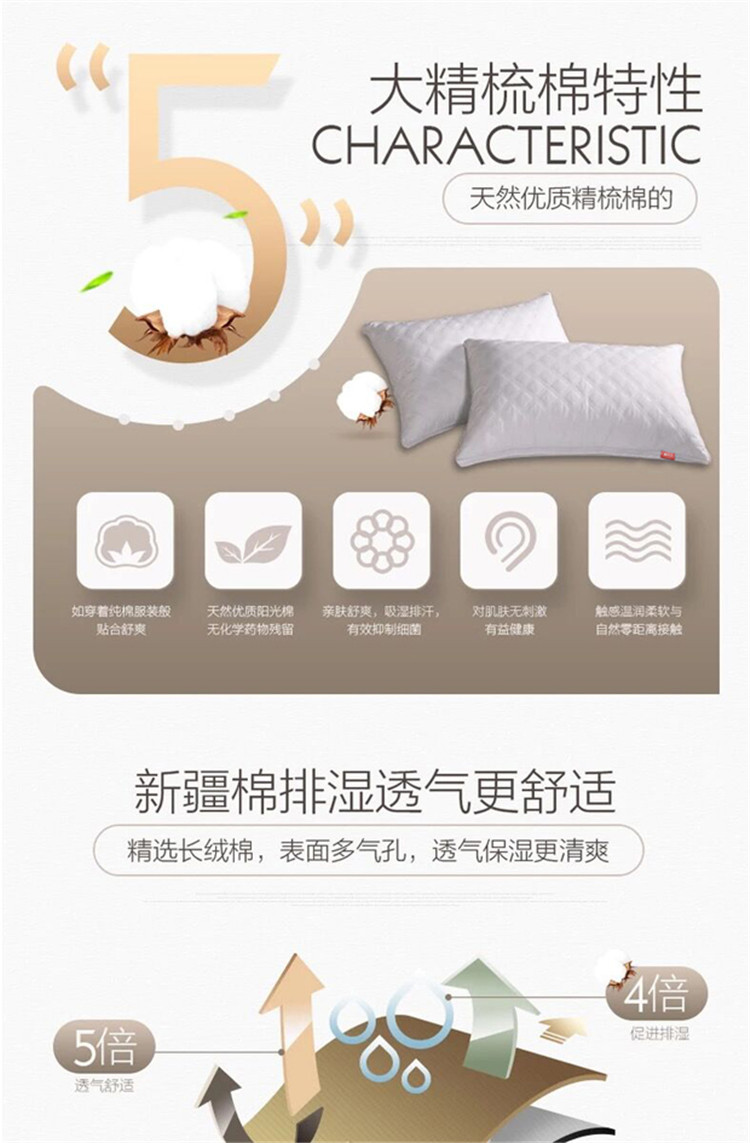 “5”
大精梳棉特性
CHARACTERISTIC
天然优质精梳棉的
如穿着纯棉服装般
贴合舒爽
天然优质阳光棉
无化学药物残留
亲肤舒爽，吸湿排汗，
有效抑制细菌
对肌肤无刺激
有益健康
触感温润柔软与
自然零距离接触
新疆棉排湿透气更舒适
精选长绒棉，表面多气孔，透气保湿更清爽
4倍
促进排湿
5倍
透气舒适